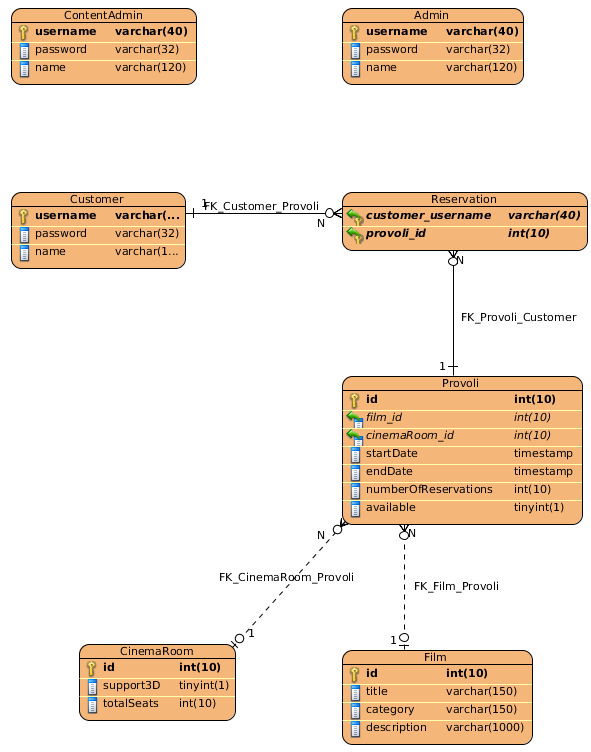 ContentAdmin
username varchar(40)
password varchar(32)
name varchar(120)
Admin
username varchar(40)
password varchar(32)
name varchar(120)
Customer
username varchar(...
password varchar(32)
name varchar(1...
1
FK_Customer_Provoli
N
Reservation
customer_username varchar(40)
provoli_id int(10)
N
FK_Provoli_Customer
1
Provoli
id int(10)
film_id int(10)
cinemaRoom_id int(10)
startDate timestamp
endDate timestamp
numberOfReservations int(10)
available tinyint(1)
N
FK_CinemaRoom_Provoli
1
N
FK_Film_Provoli
1
CinemaRoom
id int(10)
support3D tinyint(1)
totalSeats int(10)
Film
id int(10)
title varchar(150)
category varchar(150)
description varchar(1000)